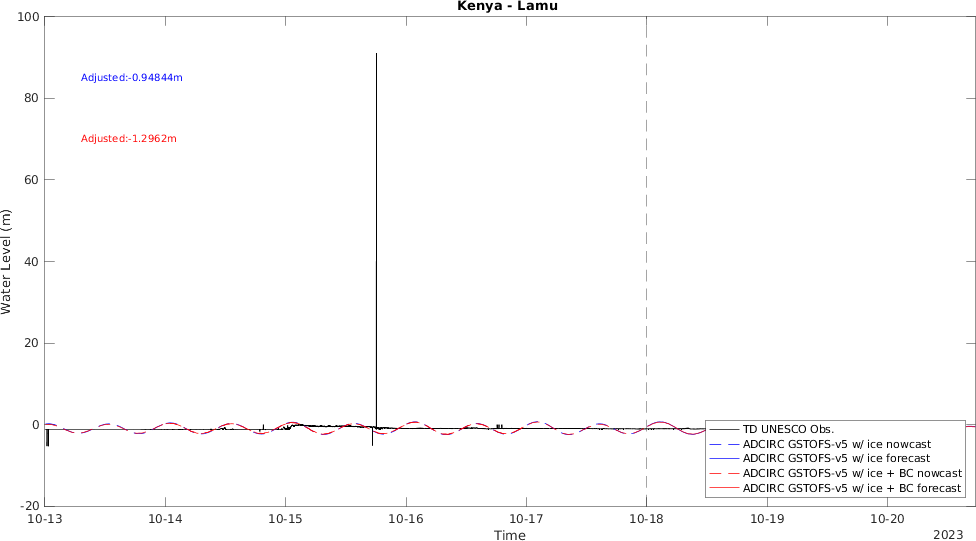 Kenya - Lamu
100
80
60
40
20
0
-20
Water Level (m)
Adjusted:-0.94844m
Adjusted:-1.2962m
TD UNESCO Obs.
ADCIRC GSTOFS-v5 w/ ice nowcast
ADCIRC GSTOFS-v5 w/ ice forecast
ADCIRC GSTOFS-v5 w/ ice + BC nowcast
ADCIRC GSTOFS-v5 w/ ice + BC forecast
10-13 10-14 10-15 10-16 10-17 10-18 10-19 10-20
Time
2023